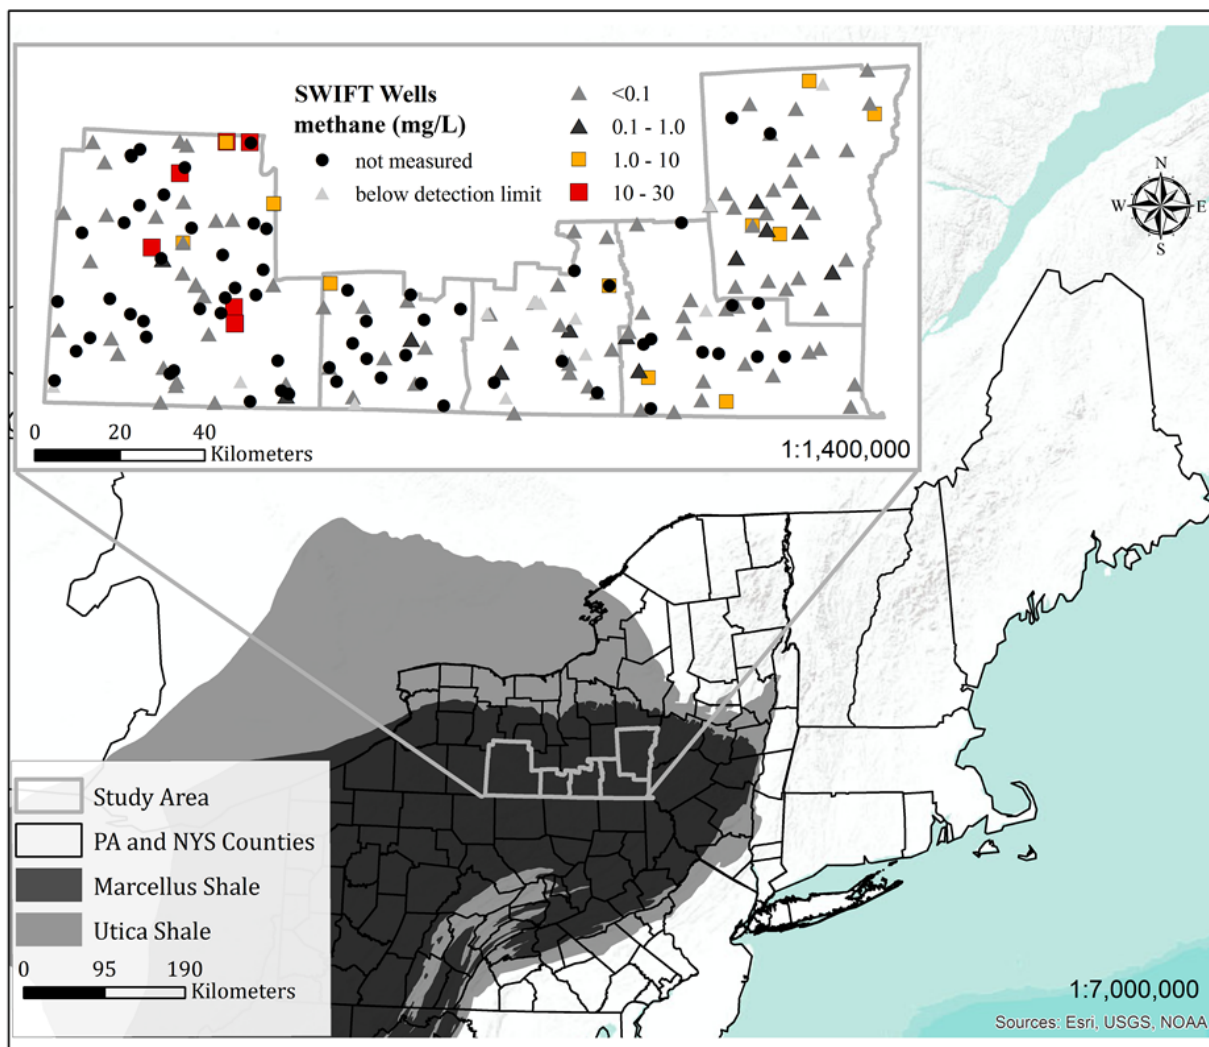 SWIFT Wells
methane (mg/L)
not measured
below detection limit
<0.1
0.1 - 1.0
1.0 - 10
10 - 30
N
W
E
S
0 20 40
Kilometers
1:1,400,000
Study Area
PA and NYS Counties
Marcellus Shale
Utica Shale
0 95 190
Kilometers
1:7,000,000
Sources: Esri, USGS, NOAA